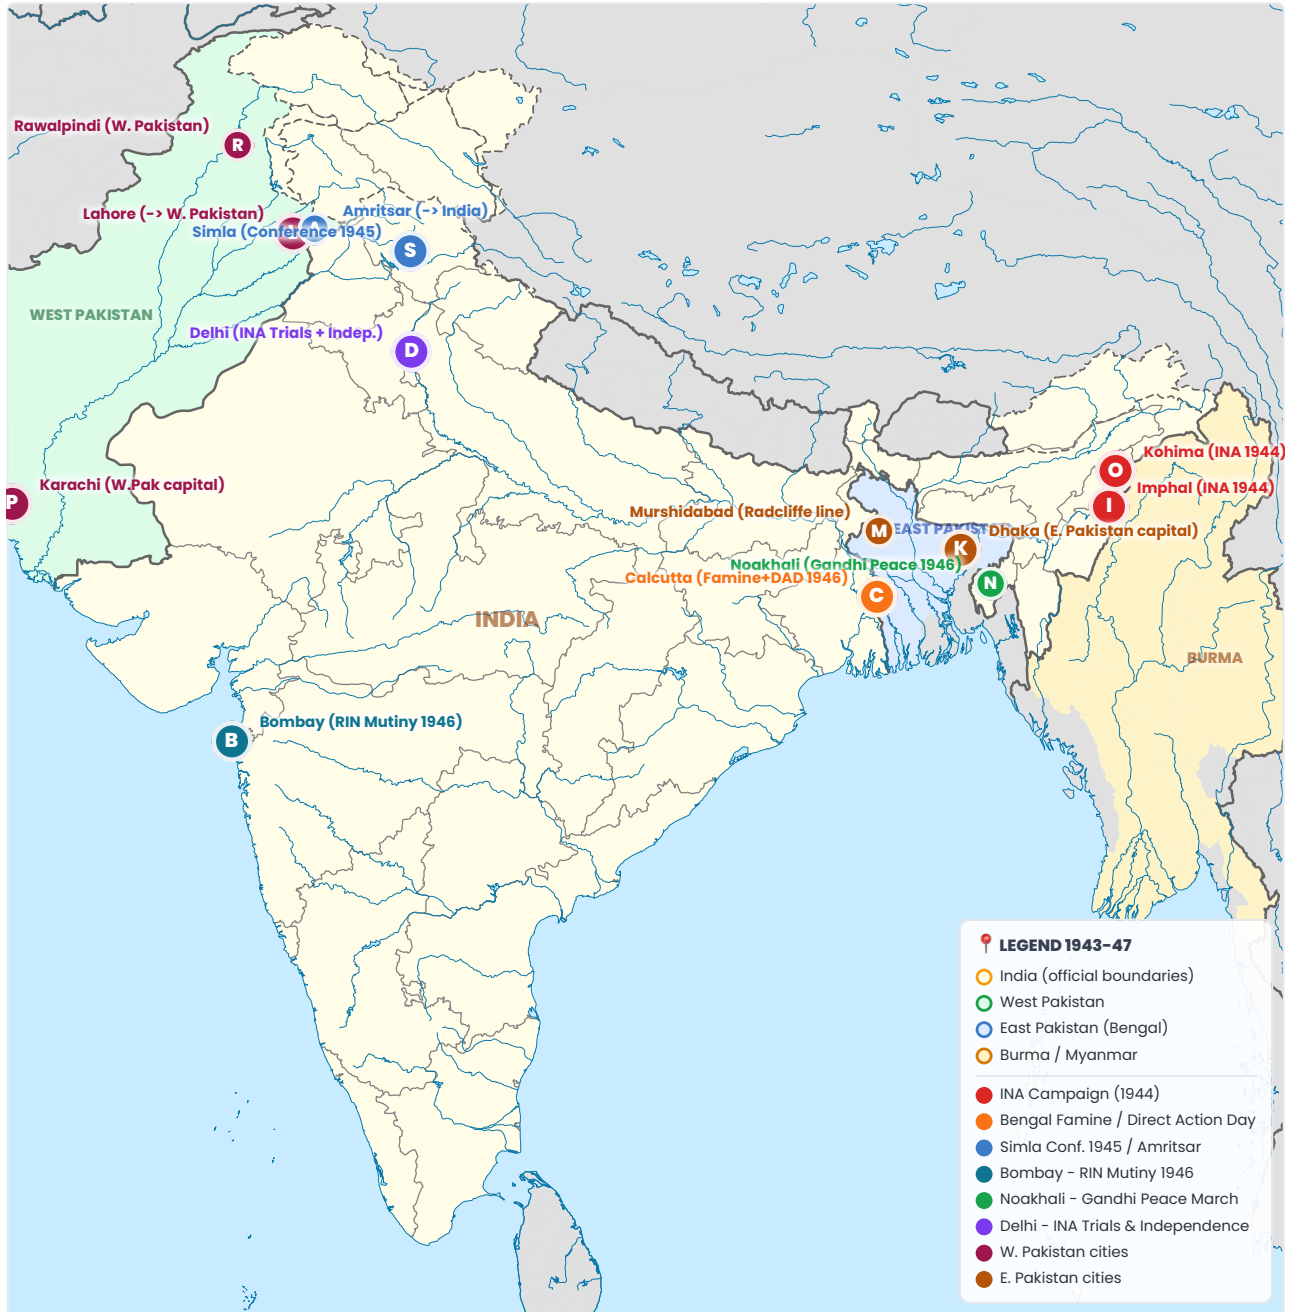 Rawalpindi (W. Pakistan)
R
Lahore (-> W. Pakistan)
Amritsar (-> India)
A
Simla (Conference 1945)
S
WEST PAKISTAN
Delhi (INA Trials + Indep.)
D
Kohima (INA 1944)
O
Karachi (W.Pak capital)
P
Imphal (INA 1944)
I
Murshidabad (Radcliffe line)
M
EAST PAKISTAN
Dhaka (E. Pakistan capital)
K
Noakhali (Gandhi Peace 1946)
N
Calcutta (Famine+DAD 1946)
C
INDIA
BURMA
Bombay (RIN Mutiny 1946)
B
LEGEND 1943-47
India (official boundaries)
West Pakistan
East Pakistan (Bengal)
Burma / Myanmar
INA Campaign (1944)
Bengal Famine / Direct Action Day
Simla Conf. 1945 / Amritsar
Bombay - RIN Mutiny 1946
Noakhali - Gandhi Peace March
Delhi - INA Trials & Independence
W. Pakistan cities
E. Pakistan cities